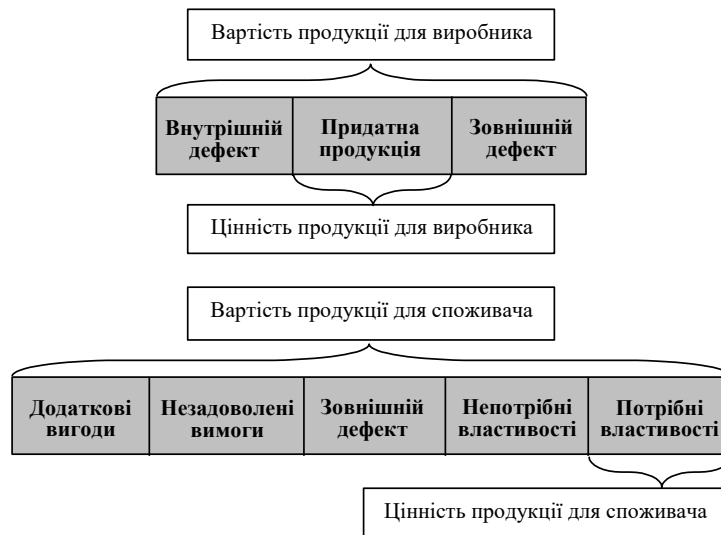 Вартість продукції для виробника
Внутрішній
дефект
Придатна
продукція
Зовнішній
дефект
Цінність продукції для виробника
Вартість продукції для споживача
Додаткові
вигоди
Незадоволені
вимоги
Зовнішній
дефект
Непотрібні
властивості
Потрібні
властивості
Цінність продукції для споживача